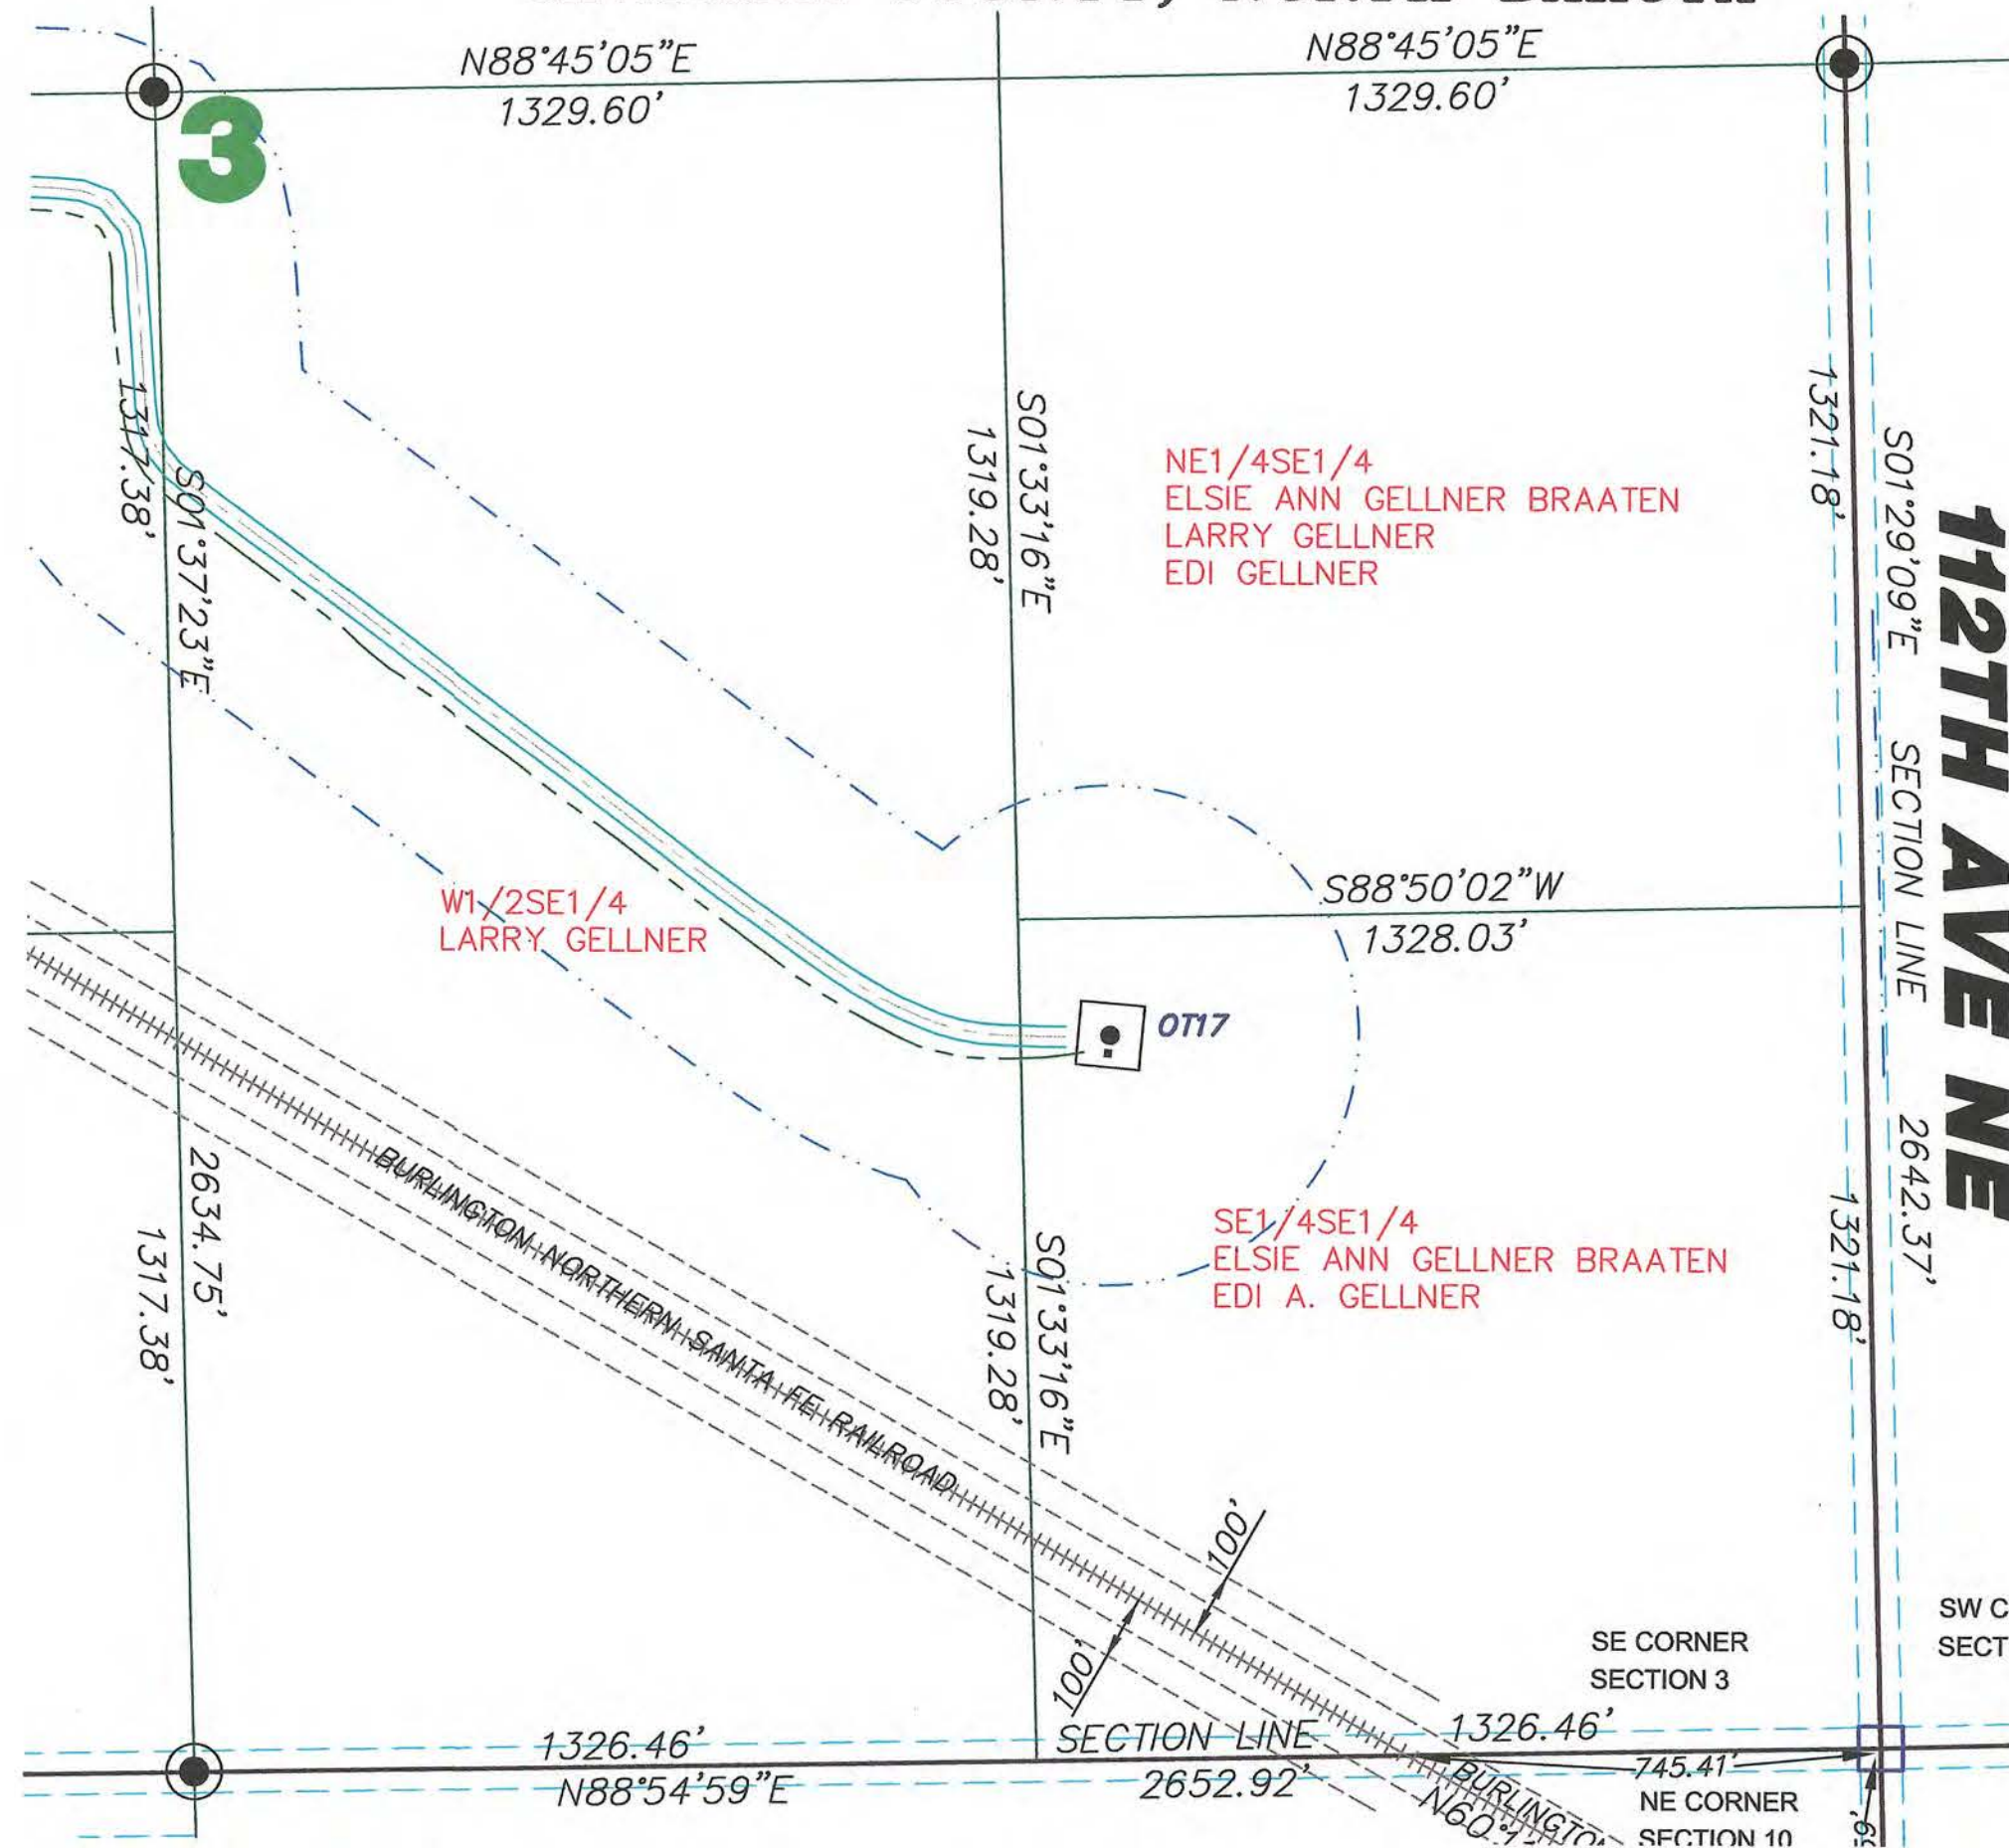 N88°45'05"E
1329.60'
N88°45'05"E
1329.60'
3
1317.38'
S01°37'23"E
S01°33'16"E
1319.28'
1321.18'
S01°29'09"E
SECTION LINE
2642.37'
112TH AVE NE
NE1/4SE1/4
ELSIE ANN GELLNER BRAATEN
LARRY GELLNER
EDI GELLNER
S88°50'02"W
1328.03'
W1/2SE1/4
LARRY GELLNER
OT17
2634.75'
1317.38'
BURLINGTON NORTHERN SANTA FE RAILROAD
S01°33'16"E
1319.28'
SE1/4SE1/4
ELSIE ANN GELLNER BRAATEN
EDI A. GELLNER
1321.18'
100'
100'
SE CORNER
SECTION 3
SW C
SECT
1326.46'
N88°54'59"E
SECTION LINE
2652.92'
1326.46'
745.41'
BURLINGTON
NE CORNER
SECTION 10